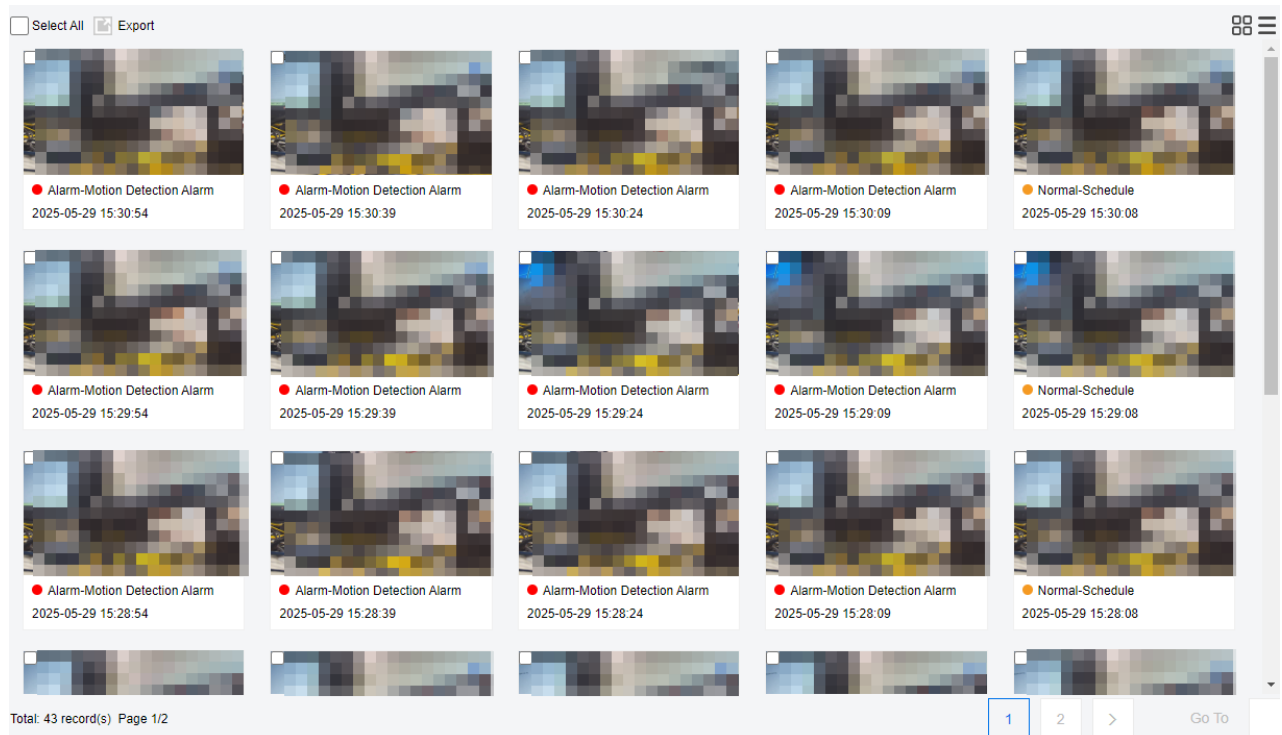 Select All Export
Alarm-Motion Detection Alarm Alarm-Motion Detection Alarm Alarm-Motion Detection Alarm Alarm-Motion Detection Alarm Normal-Schedule
2025-05-29 15:30:54 2025-05-29 15:30:39 2025-05-29 15:30:24 2025-05-29 15:30:09 2025-05-29 15:30:08
Alarm-Motion Detection Alarm Alarm-Motion Detection Alarm Alarm-Motion Detection Alarm Alarm-Motion Detection Alarm Normal-Schedule
2025-05-29 15:29:54 2025-05-29 15:29:39 2025-05-29 15:29:24 2025-05-29 15:29:09 2025-05-29 15:29:08
Alarm-Motion Detection Alarm Alarm-Motion Detection Alarm Alarm-Motion Detection Alarm Alarm-Motion Detection Alarm Normal-Schedule
2025-05-29 15:28:54 2025-05-29 15:28:39 2025-05-29 15:28:24 2025-05-29 15:28:09 2025-05-29 15:28:08
Total: 43 record(s) Page 1/2 1 2 > Go To